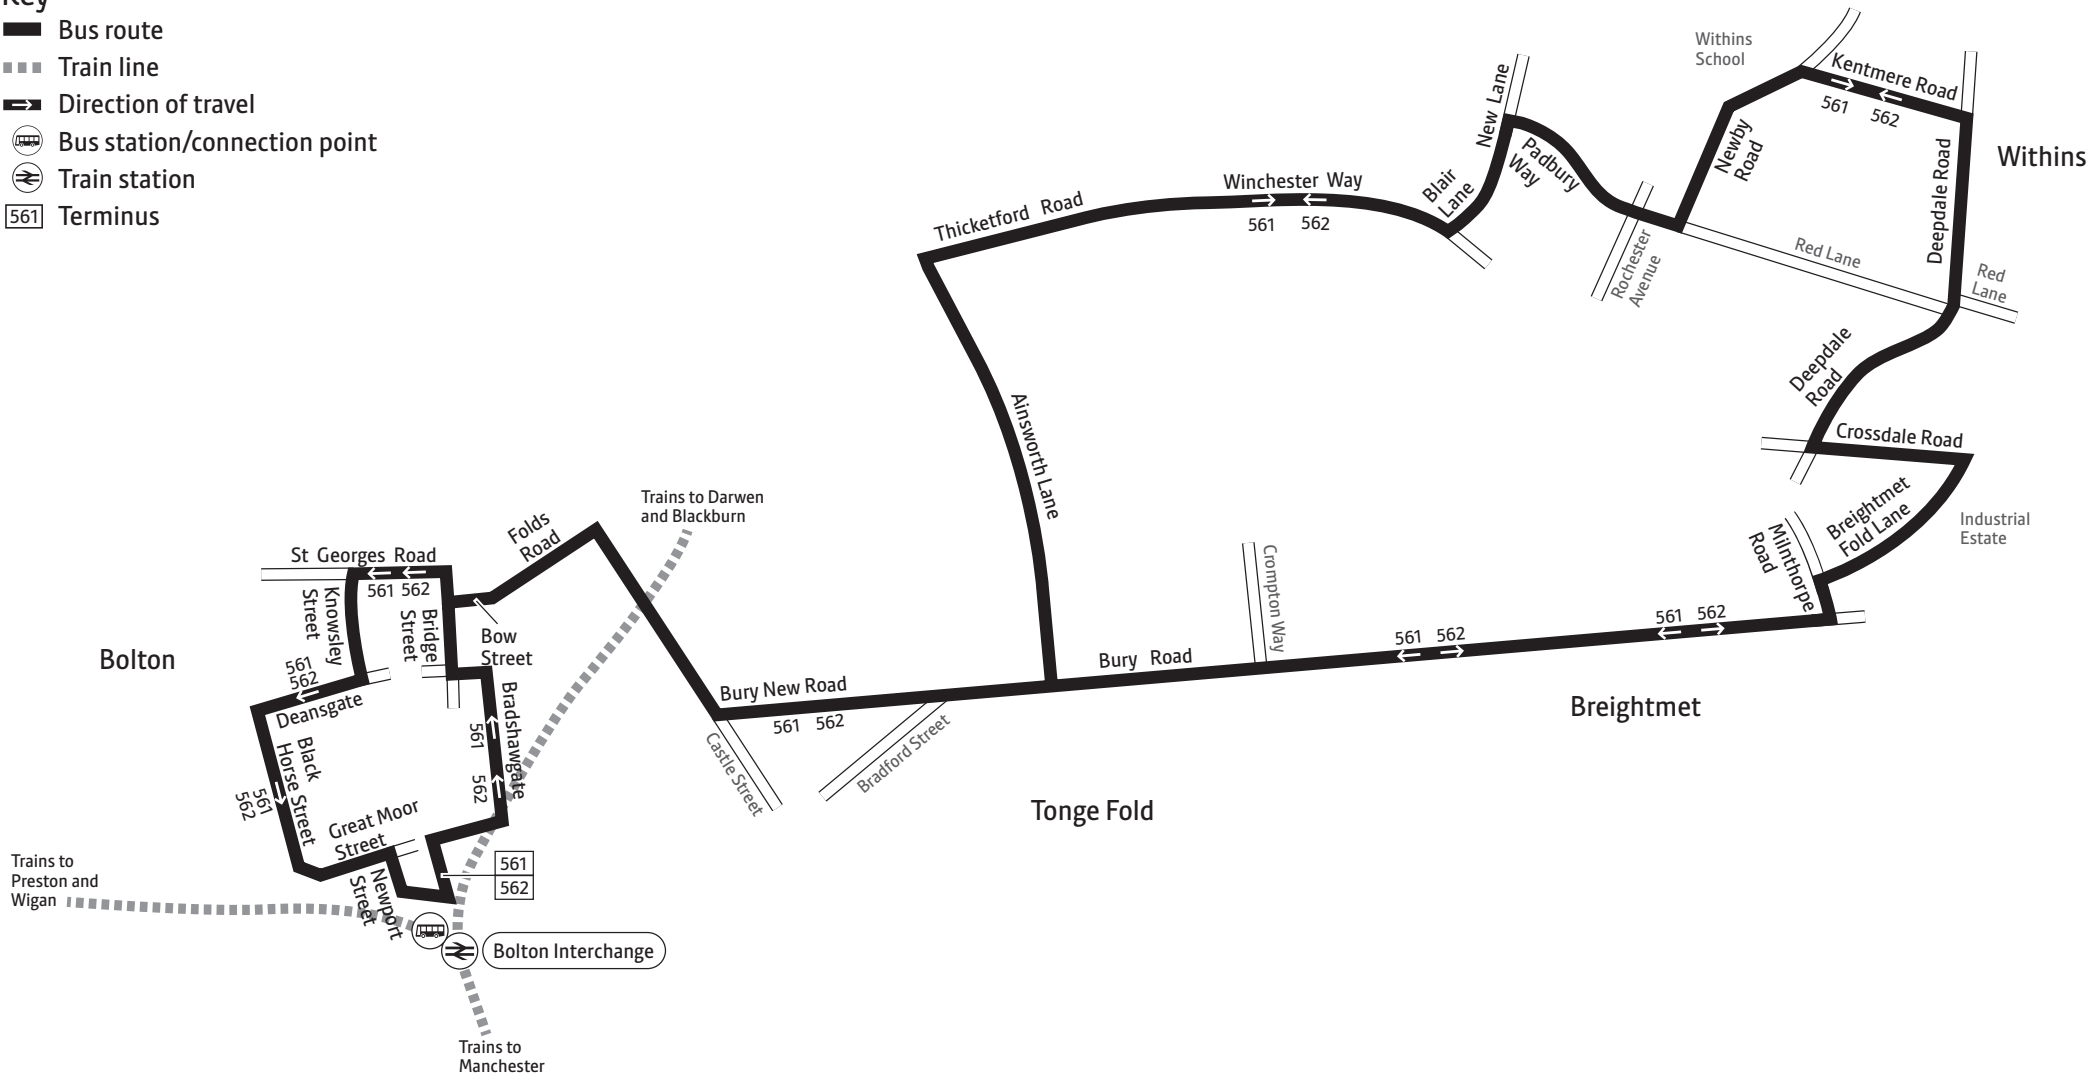 Key
Bus route
Train line
Direction of travel
Bus station/connection point
Train station
561
Terminus
Withins
School
Kentmere Road
561
562
New Lane
Padbury
Way
Newby
Road
Deepdale Road
Withins
Blair
Lane
Winchester Way
561
562
Thicketford Road
Rochester
Avenue
Red Lane
Red
Lane
Deepdale
Road
Crossdale Road
Ainsworth Lane
Breightmet
Fold Lane
Industrial
Estate
Milnthorpe
Road
Trains to Darwen
and Blackburn
Folds
Road
St Georges Road
561
562
Knowsley
Street
Bridge
Street
Bow
Street
Crompton Way
561
562
561
562
Bury Road
Bolton
561
562
Deansgate
Bury New Road
561
562
Breightmet
Bradshawgate
561
562
Castle Street
Bradford Street
Black
Horse Street
561
562
Tonge Fold
Great Moor
Street
561
562
Newport
Street
Trains to
Preston and
Wigan
Bolton Interchange
Trains to
Manchester